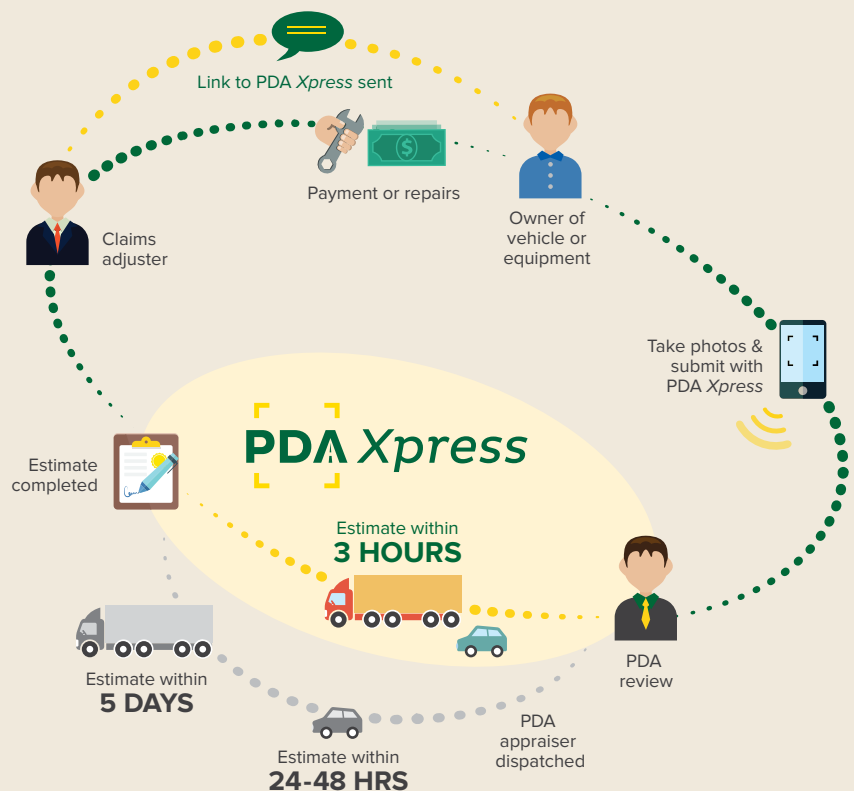 Link to PDA Xpress sent
Payment or repairs
Claims
adjuster
Owner of
vehicle or
equipment
Take photos &
submit with
PDA Xpress
PDA Xpress
Estimate
completed
Estimate within
3 HOURS
PDA
review
Estimate within
5 DAYS
PDA
appraiser
dispatched
Estimate within
24-48 HRS